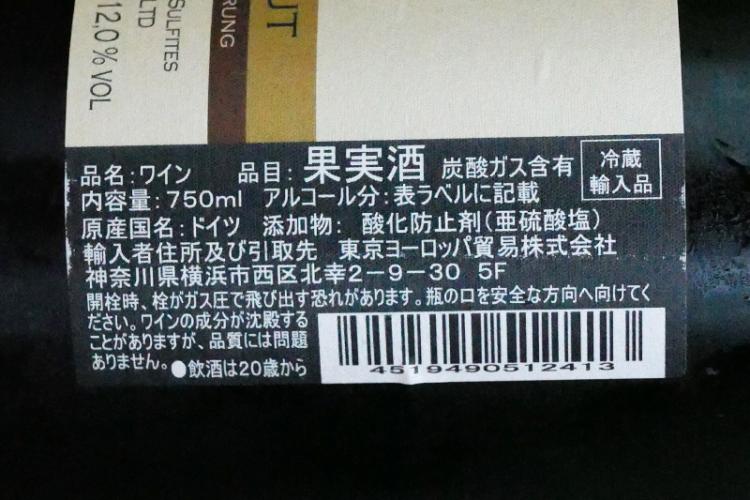 SULFITES
LTD
12,0 % VOL
RUNG
UT
品名:ワイン 品目:果実酒 炭酸ガス含有
冷蔵
輸入品
内容量:750ml アルコール分:表ラベルに記載
原産国名:ドイツ 添加物: 酸化防止剤(亜硫酸塩)
輸入者住所及び引取先 東京ヨーロッパ貿易株式会社
神奈川県横浜市西区北幸2-9-30 5F
開栓時、栓がガス圧で飛び出す恐れがあります。瓶の口を安全な方向へ向けてく
ださい。ワインの成分が沈殿する
ことがありますが、品質には問題
ありません。●飲酒は20歳から
4519490512413